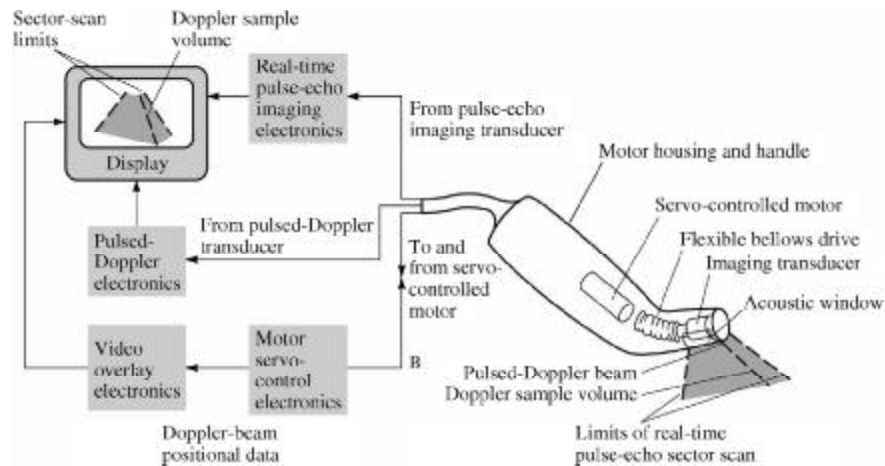 Sector-scan
limits
Doppler sample
volume
Real-time
pulse-echo
imaging
electronics
From pulse-echo
imaging transducer
Display
Motor housing and handle
Servo-controlled motor
Flexible bellows drive
Imaging transducer
Acoustic window
From pulsed-Doppler
transducer
Pulsed-
Doppler
electronics
To and
from servo-
controlled
motor
Video
overlay
electronics
Motor
servo-
control
electronics
B
Pulsed-Doppler beam
Doppler sample volume
Doppler-beam
positional data
Limits of real-time
pulse-echo sector scan